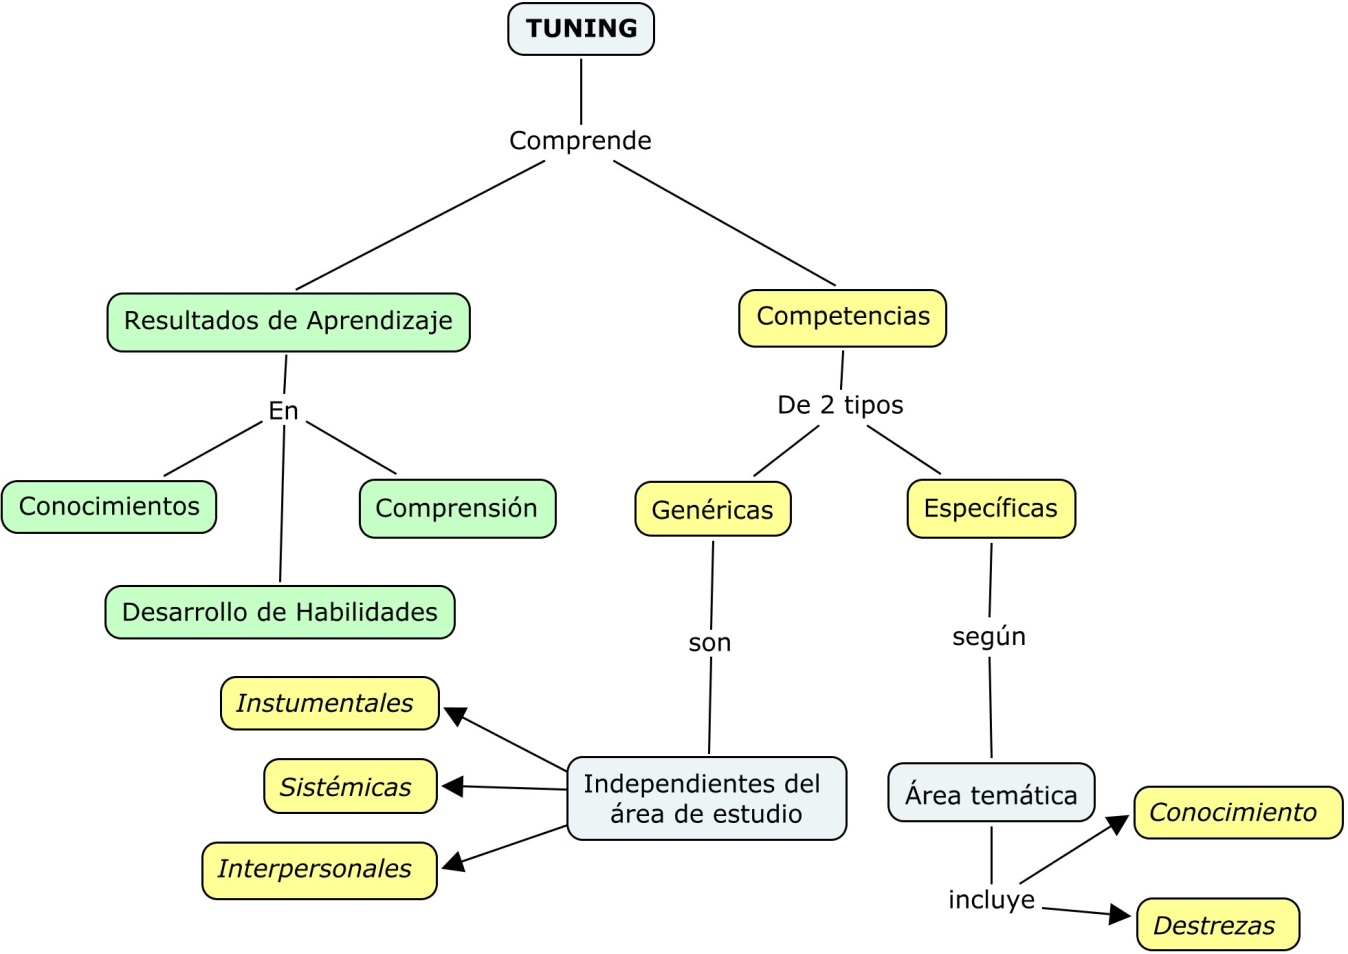 TUNING
Comprende
Resultados de Aprendizaje
Competencias
En
De 2 tipos
Conocimientos
Comprensión
Genéricas
Específicas
Desarrollo de Habilidades
son
según
Instumentales
Sistémicas
Interpersonales
Independientes del
área de estudio
Área temática
Conocimiento
incluye
Destrezas